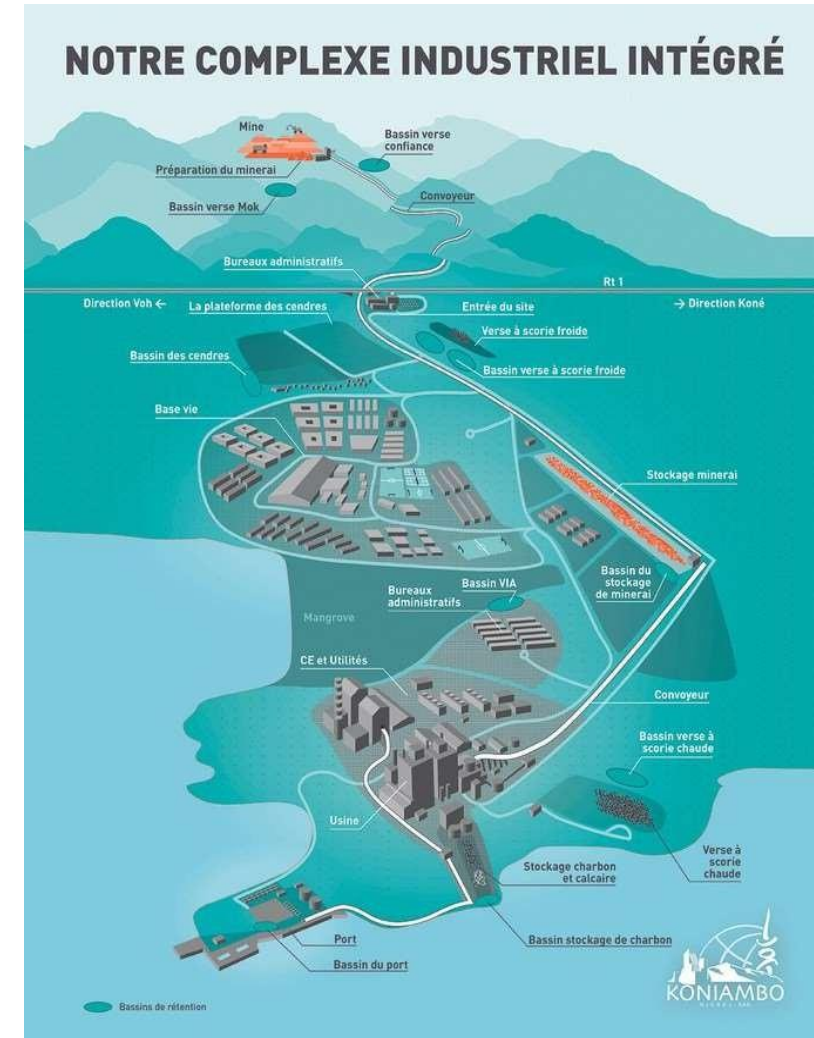 NOTRE COMPLEXE INDUSTRIEL INTÉGRÉ
Mine
Bassin verse
confiance
Préparation du minerai
Bassin verse Mok
Convoyeur
Bureaux administratifs
Rt 1
Direction Voh ←
La plateforme des cendres
Entrée du site
→ Direction Koné
Verse à scorie froide
Bassin des cendres
Bassin verse à scorie froide
Base vie
Stockage minerai
Bassin du
stockage
de minerai
Bassin VIA
Bureaux
administratifs
Mangrove
CE et Utilités
Convoyeur
Bassin verse à
scorie chaude
Usine
Verse à
scorie
chaude
Stockage charbon
et calcaire
Port
Bassin stockage de charbon
Bassin du port
KONIAMBO
NICKEL SAS
Bassins de rétention